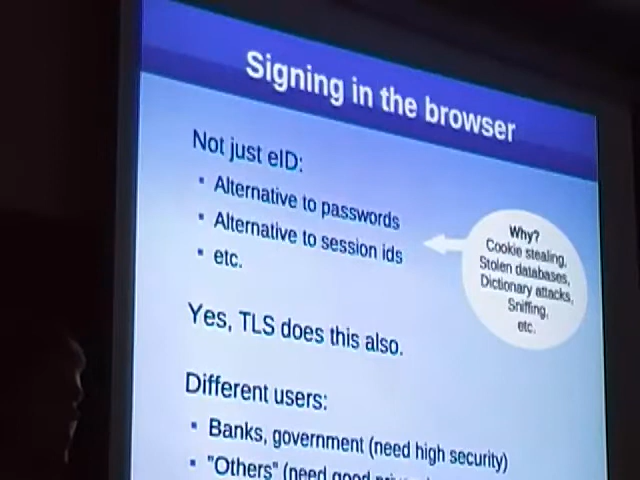 Signing in the browser
Not just eID:
▪ Alternative to passwords
▪ Alternative to session ids
▪ etc.
Why?
Cookie stealing,
Stolen databases,
Dictionary attacks,
Sniffing,
etc.
Yes, TLS does this also.
Different users:
▪ Banks, government (need high security)
▪ "Others" (need good